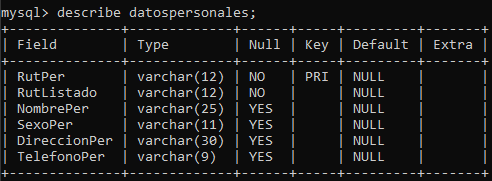 mysql> describe datospersonales;
+--------------+-------------+------+-----+---------+-------+
| Field        | Type        | Null | Key | Default | Extra |
+--------------+-------------+------+-----+---------+-------+
| RutPer       | varchar(12) | NO   | PRI | NULL    |       |
| RutListado   | varchar(12) | NO   |     | NULL    |       |
| NombrePer    | varchar(25) | YES  |     | NULL    |       |
| SexoPer      | varchar(11) | YES  |     | NULL    |       |
| DireccionPer | varchar(30) | YES  |     | NULL    |       |
| TelefonoPer  | varchar(9)  | YES  |     | NULL    |       |
+--------------+-------------+------+-----+---------+-------+